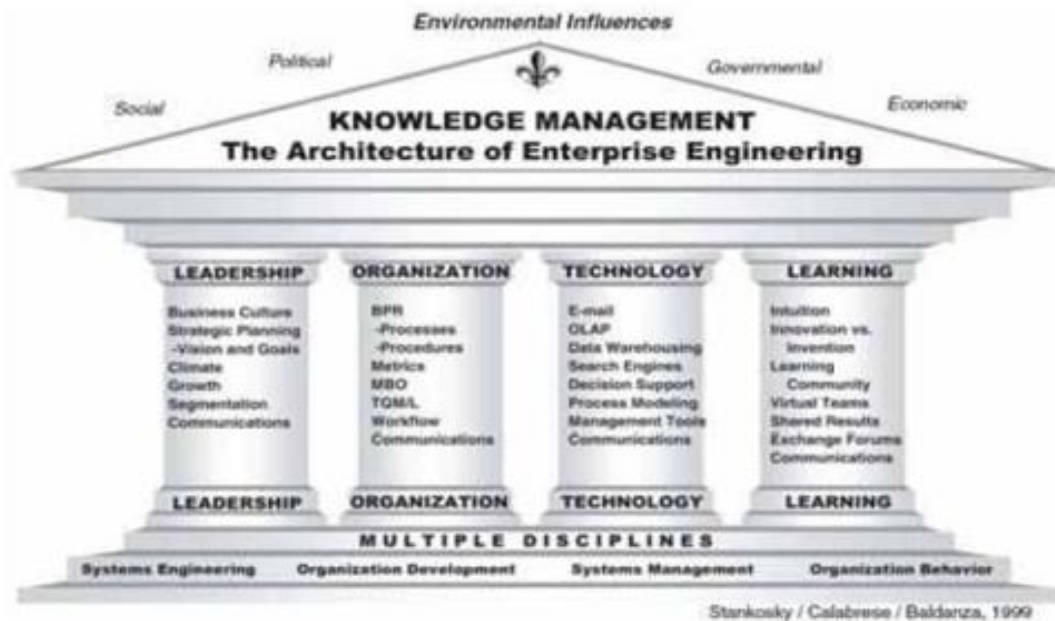 Environmental Influences
Political
Governmental
Social
Economic
KNOWLEDGE MANAGEMENT
The Architecture of Enterprise Engineering
LEADERSHIP
Business Culture
Strategic Planning
-Vision and Goals
Climate
Growth
Segmentation
Communications
LEADERSHIP
ORGANIZATION
BPR
-Processes
-Procedures
Metrics
MBO
TQM/L
Workflow
Communications
ORGANIZATION
TECHNOLOGY
E-mail
OLAP
Data Warehousing
Search Engines
Decision Support
Process Modeling
Management Tools
Communications
TECHNOLOGY
LEARNING
Intuition
Innovation vs.
Invention
Learning
Community
Virtual Teams
Shared Results
Exchange Forums
Communications
LEARNING
MULTIPLE DISCIPLINES
Systems Engineering Organization Development Systems Management Organization Behavior
Stankosky / Calabrese / Baldanza, 1999